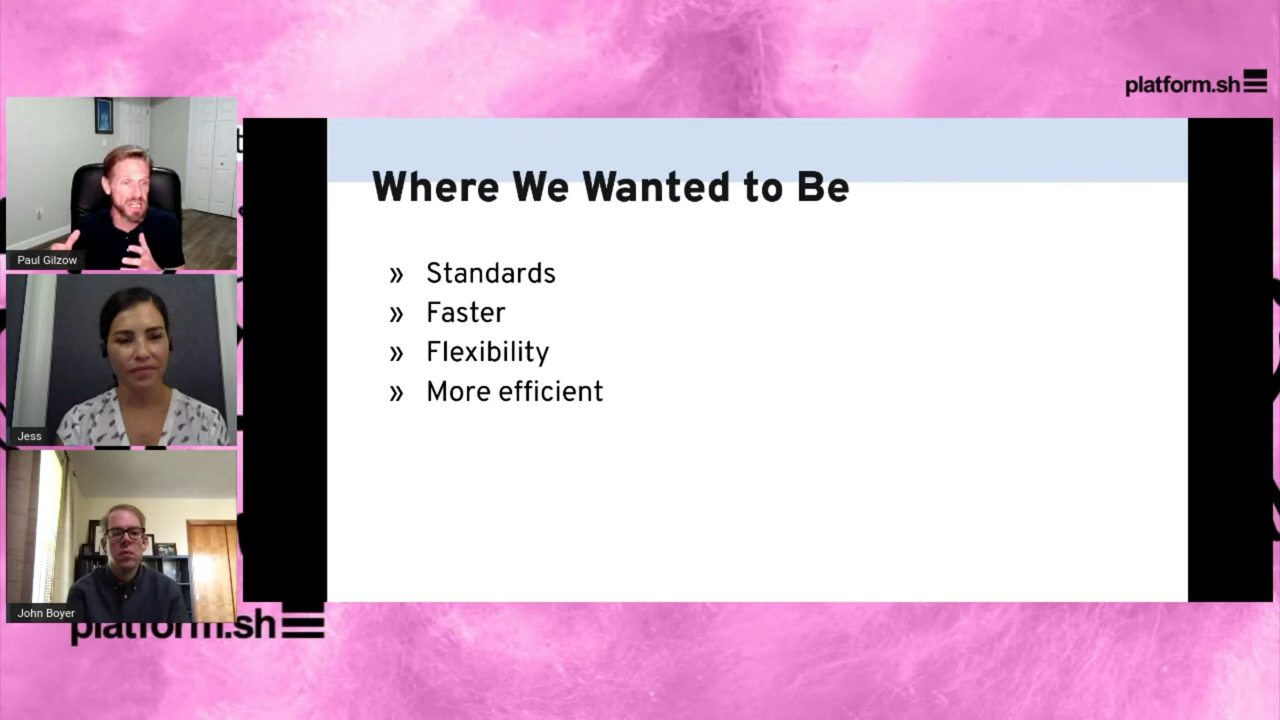 platform.sh
Paul Gilzow
Jess
John Boyer
Where We Wanted to Be
» Standards
» Faster
» Flexibility
» More efficient
platform.sh